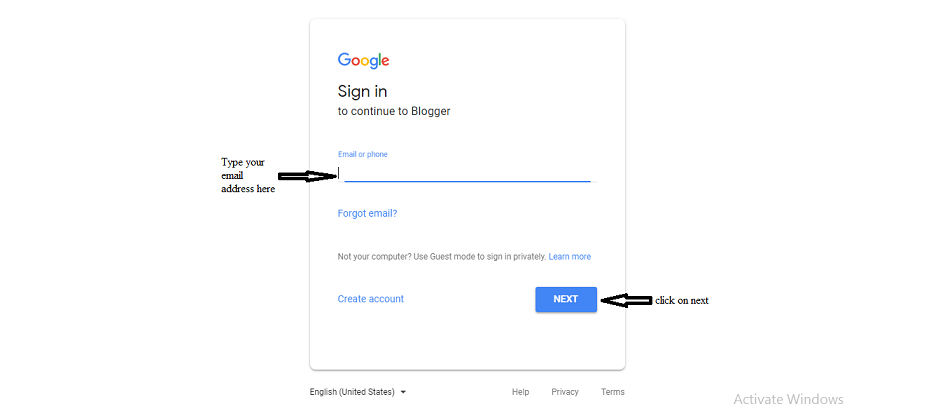 Google
Sign in
to continue to Blogger
Email or phone
Type your
email
address here
Forgot email?
Not your computer? Use Guest mode to sign in privately. Learn more
Create account
NEXT
click on next
English (United States)
Help
Privacy
Terms
Activate Windows